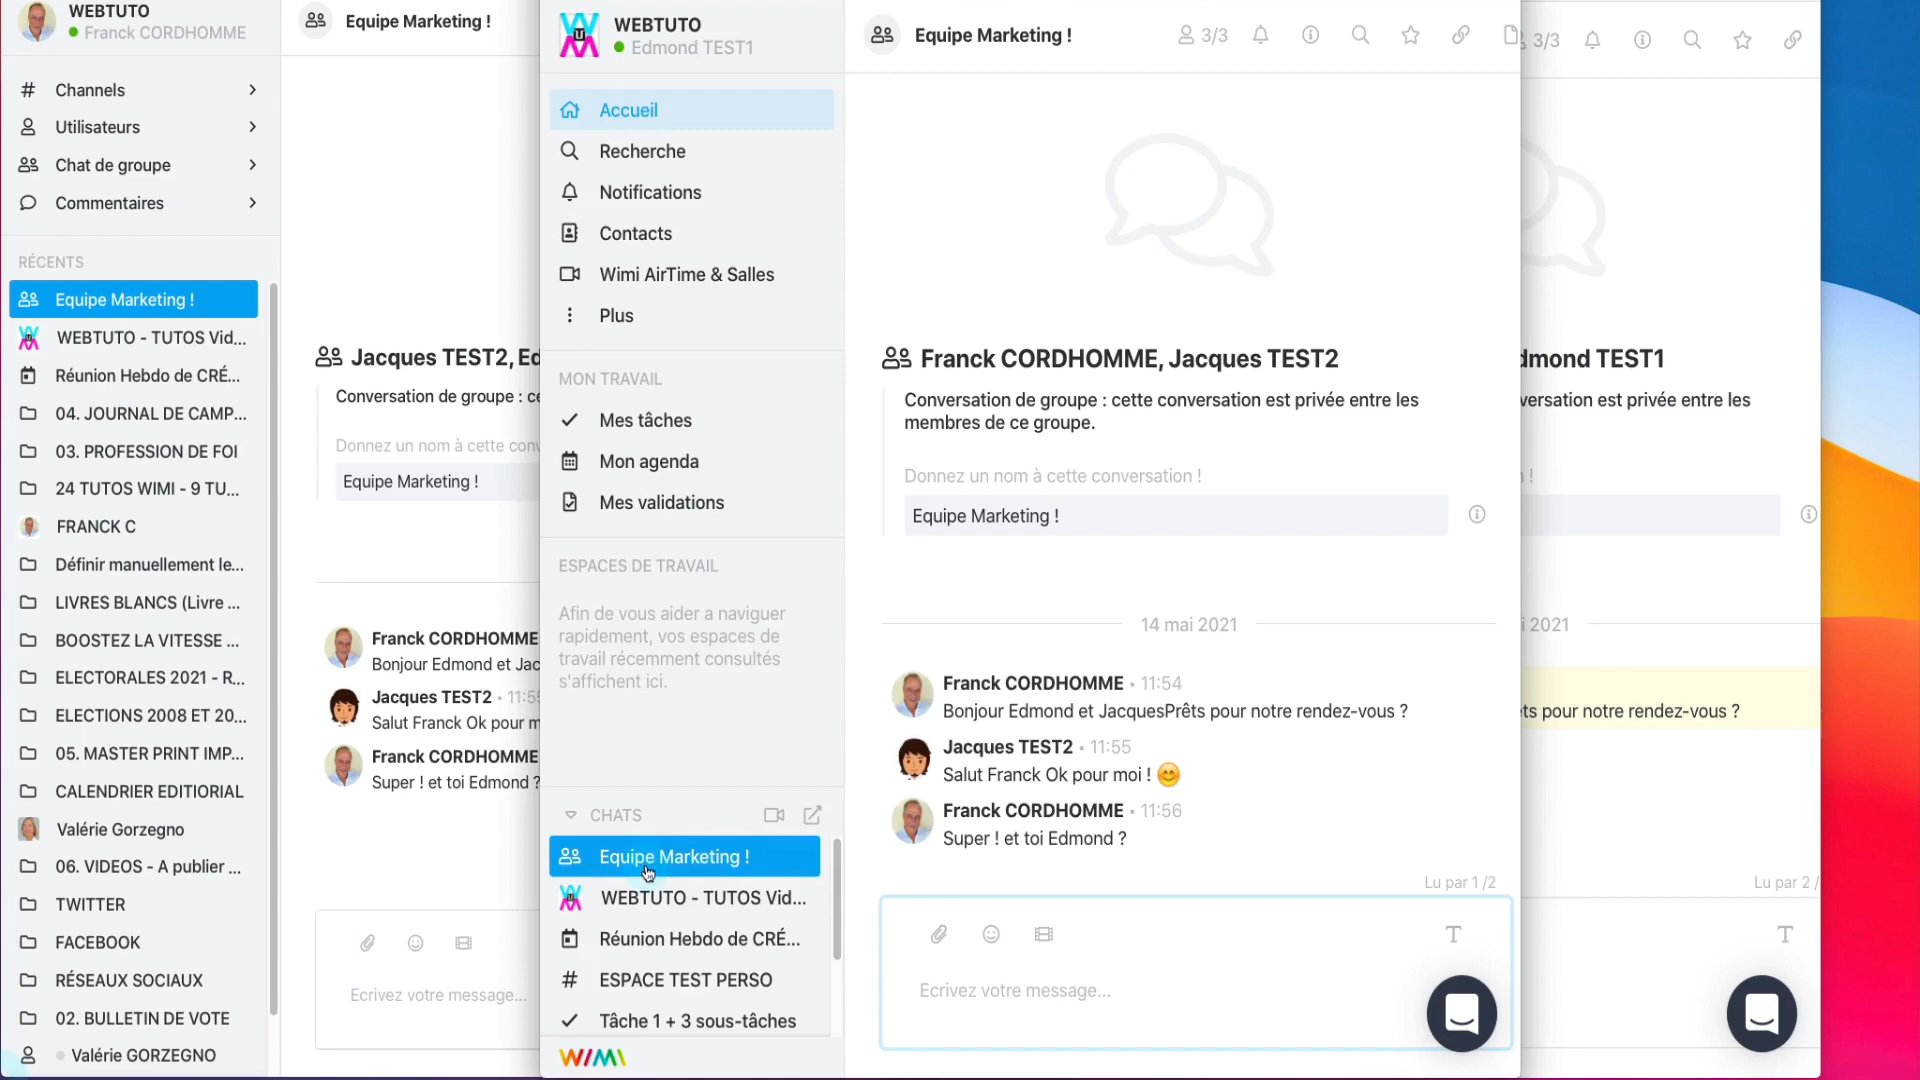 WEBTUTO
Franck CORDHOMME
Channels
Utilisateurs
Chat de groupe
Commentaires
RÉCENTS
Equipe Marketing !
WEBTUTO - TUTOS Vid...
Réunion Hebdo de CRÉ...
04. JOURNAL DE CAMP...
03. PROFESSION DE FOI
24 TUTOS WIMI - 9 TU...
FRANCK C
Définir manuellement le...
LIVRES BLANCS (Livre ...
BOOSTEZ LA VITESSE ...
ELECTORALES 2021 - R...
ELECTIONS 2008 ET 20...
05. MASTER PRINT IMP...
CALENDRIER EDITIORIAL
Valérie Gorzegno
06. VIDEOS - A publier ...
TWITTER
FACEBOOK
RÉSEAUX SOCIAUX
02. BULLETIN DE VOTE
Valérie GORZEGNO
Equipe Marketing !
Jacques TEST2, Ed
Conversation de groupe : ce
Donnez un nom à cette conv
Equipe Marketing !
Franck CORDHOMME
Bonjour Edmond et Jac
Jacques TEST2 • 11:55
Salut Franck Ok pour m
Franck CORDHOMME
Super ! et toi Edmond ?
Ecrivez votre message...
WEBTUTO
Edmond TEST1
Accueil
Recherche
Notifications
Contacts
Wimi AirTime & Salles
Plus
MON TRAVAIL
Mes tâches
Mon agenda
Mes validations
ESPACES DE TRAVAIL
Afin de vous aider a naviguer
rapidement, vos espaces de
travail récemment consultés
s'affichent ici.
CHATS
Equipe Marketing !
WEBTUTO - TUTOS Vid...
Réunion Hebdo de CRÉ...
# ESPACE TEST PERSO
Tâche 1 + 3 sous-tâches
WIMI
Equipe Marketing !
3/3
Franck CORDHOMME, Jacques TEST2
Conversation de groupe : cette conversation est privée entre les
membres de ce groupe.
Donnez un nom à cette conversation !
Equipe Marketing !
14 mai 2021
Franck CORDHOMME • 11:54
Bonjour Edmond et JacquesPrêts pour notre rendez-vous ?
Jacques TEST2 • 11:55
Salut Franck Ok pour moi ! 😊
Franck CORDHOMME • 11:56
Super ! et toi Edmond ?
Lu par 1 /2
Ecrivez votre message...
3/3
dmond TEST1
versation est privée entre les
n !
i 2021
ts pour notre rendez-vous ?
Lu par 2 /